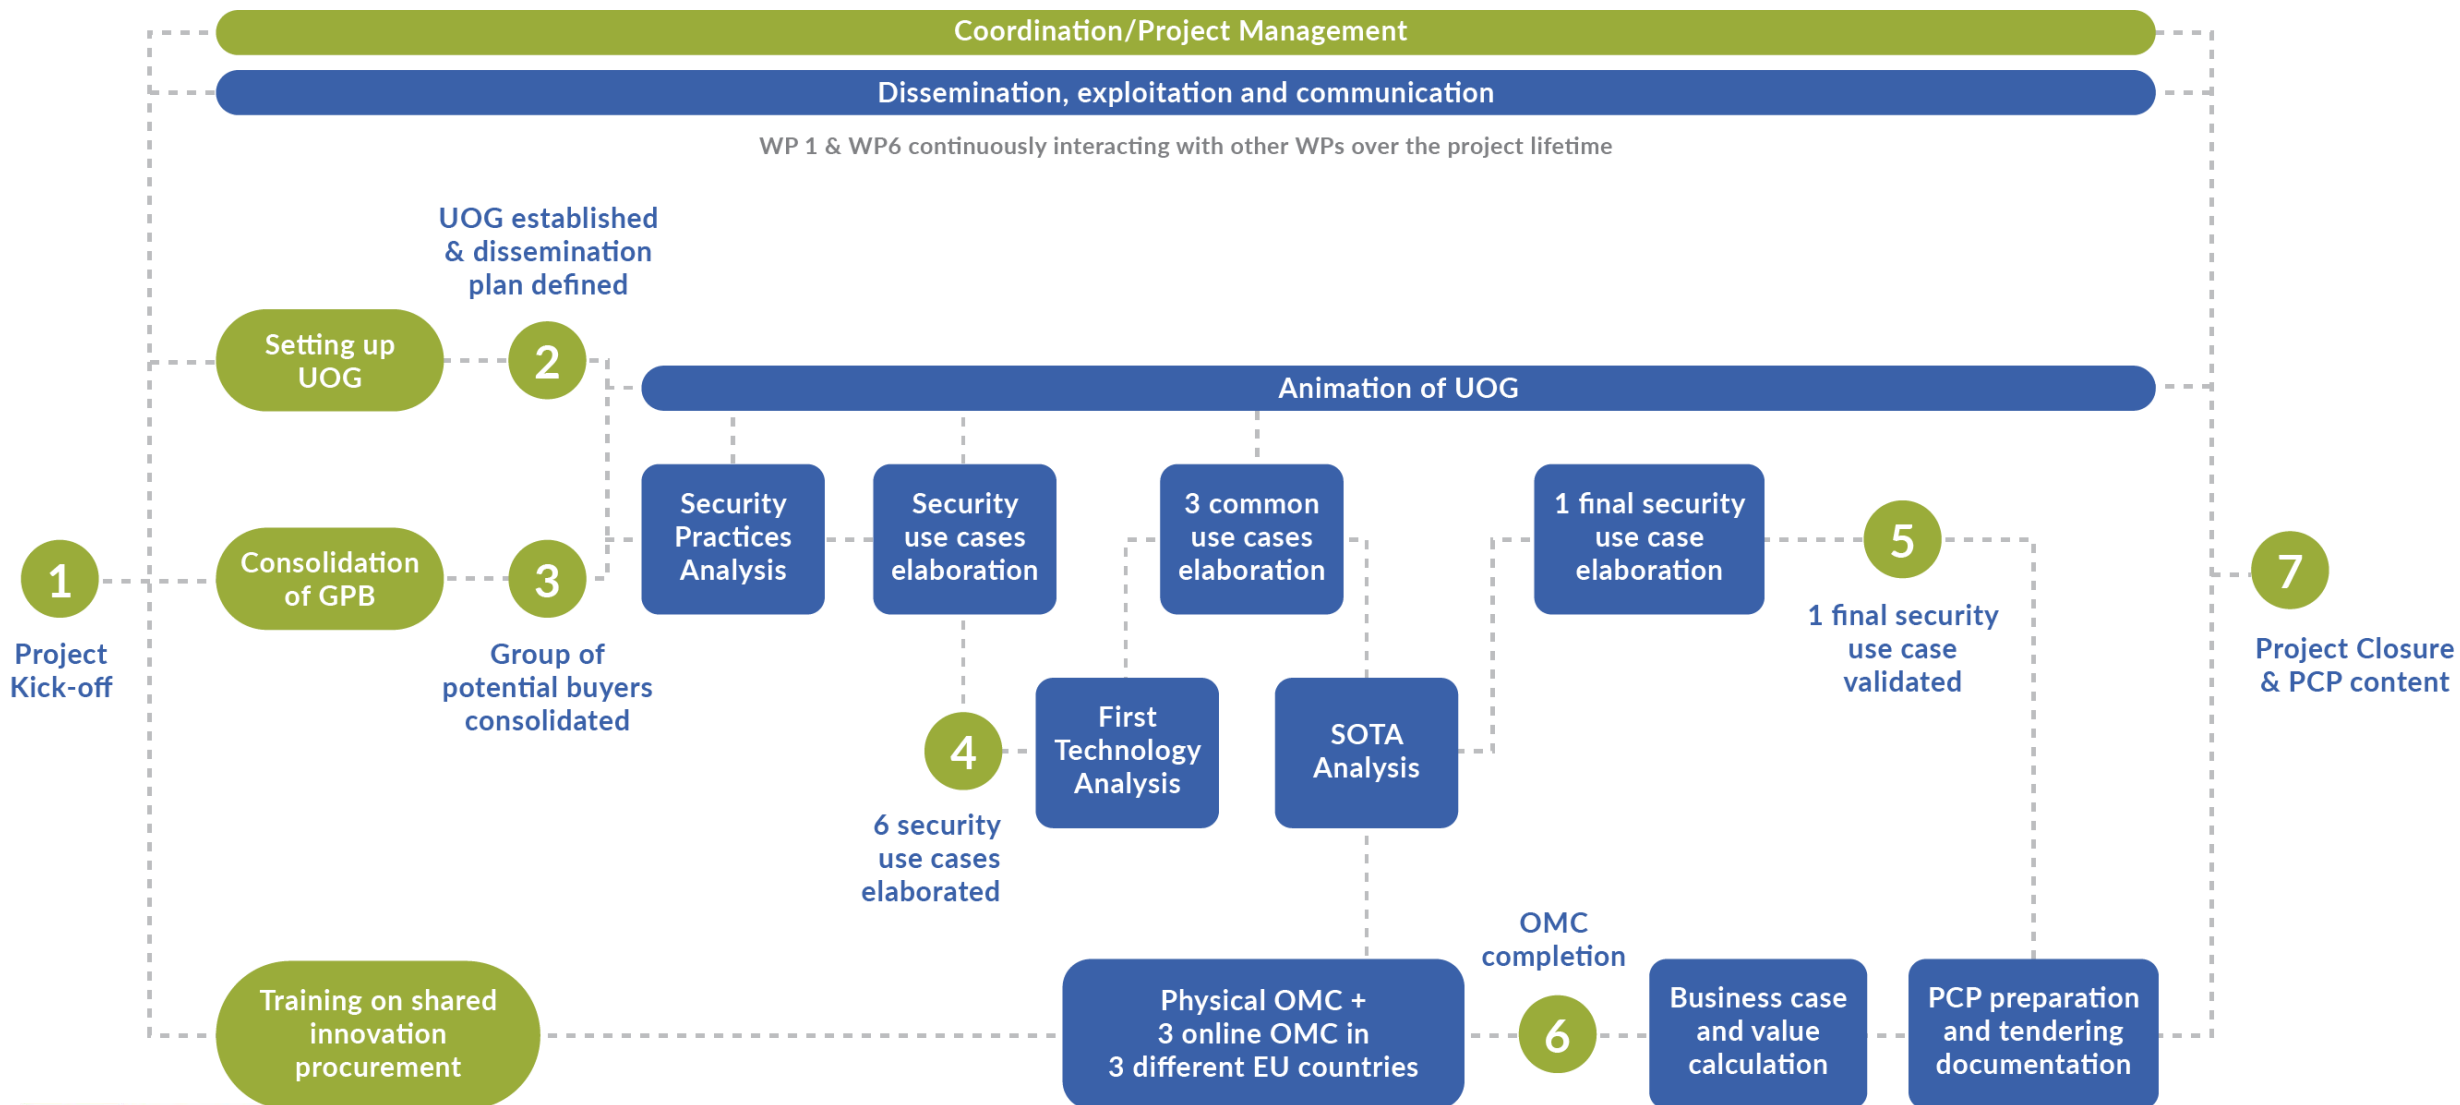 Coordination/Project Management
Dissemination, exploitation and communication
WP 1 & WP6 continuously interacting with other WPs over the project lifetime
UOG established
& dissemination
plan defined
Setting up
UOG
2
Animation of UOG
1
Project
Kick-off
Consolidation
of GPB
3
Group of
potential buyers
consolidated
Security
Practices
Analysis
Security
use cases
elaboration
3 common
use cases
elaboration
1 final security
use case
elaboration
5
1 final security
use case
validated
7
Project Closure
& PCP content
4
6 security
use cases
elaborated
First
Technology
Analysis
SOTA
Analysis
Training on shared
innovation
procurement
Physical OMC +
3 online OMC in
3 different EU countries
OMC
completion
6
Business case
and value
calculation
PCP preparation
and tendering
documentation